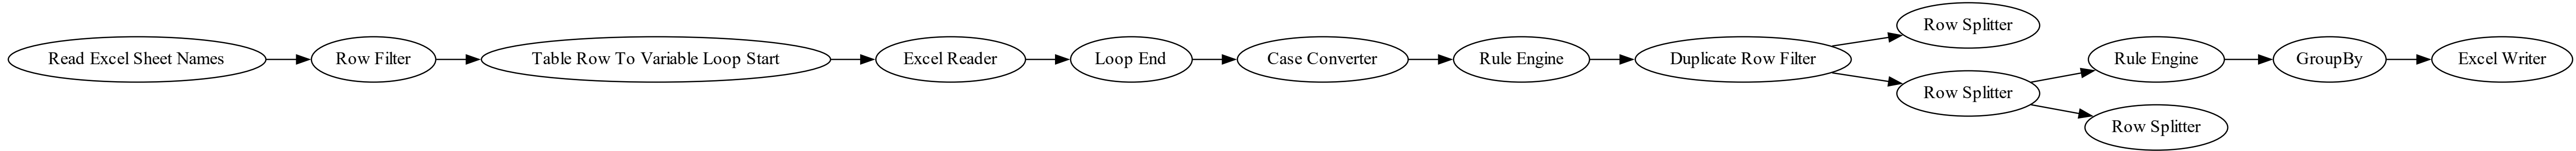 Read Excel Sheet Names
Row Filter
Table Row To Variable Loop Start
Excel Reader
Loop End
Case Converter
Rule Engine
Duplicate Row Filter
Row Splitter
Row Splitter
Rule Engine
GroupBy
Excel Writer
Row Splitter